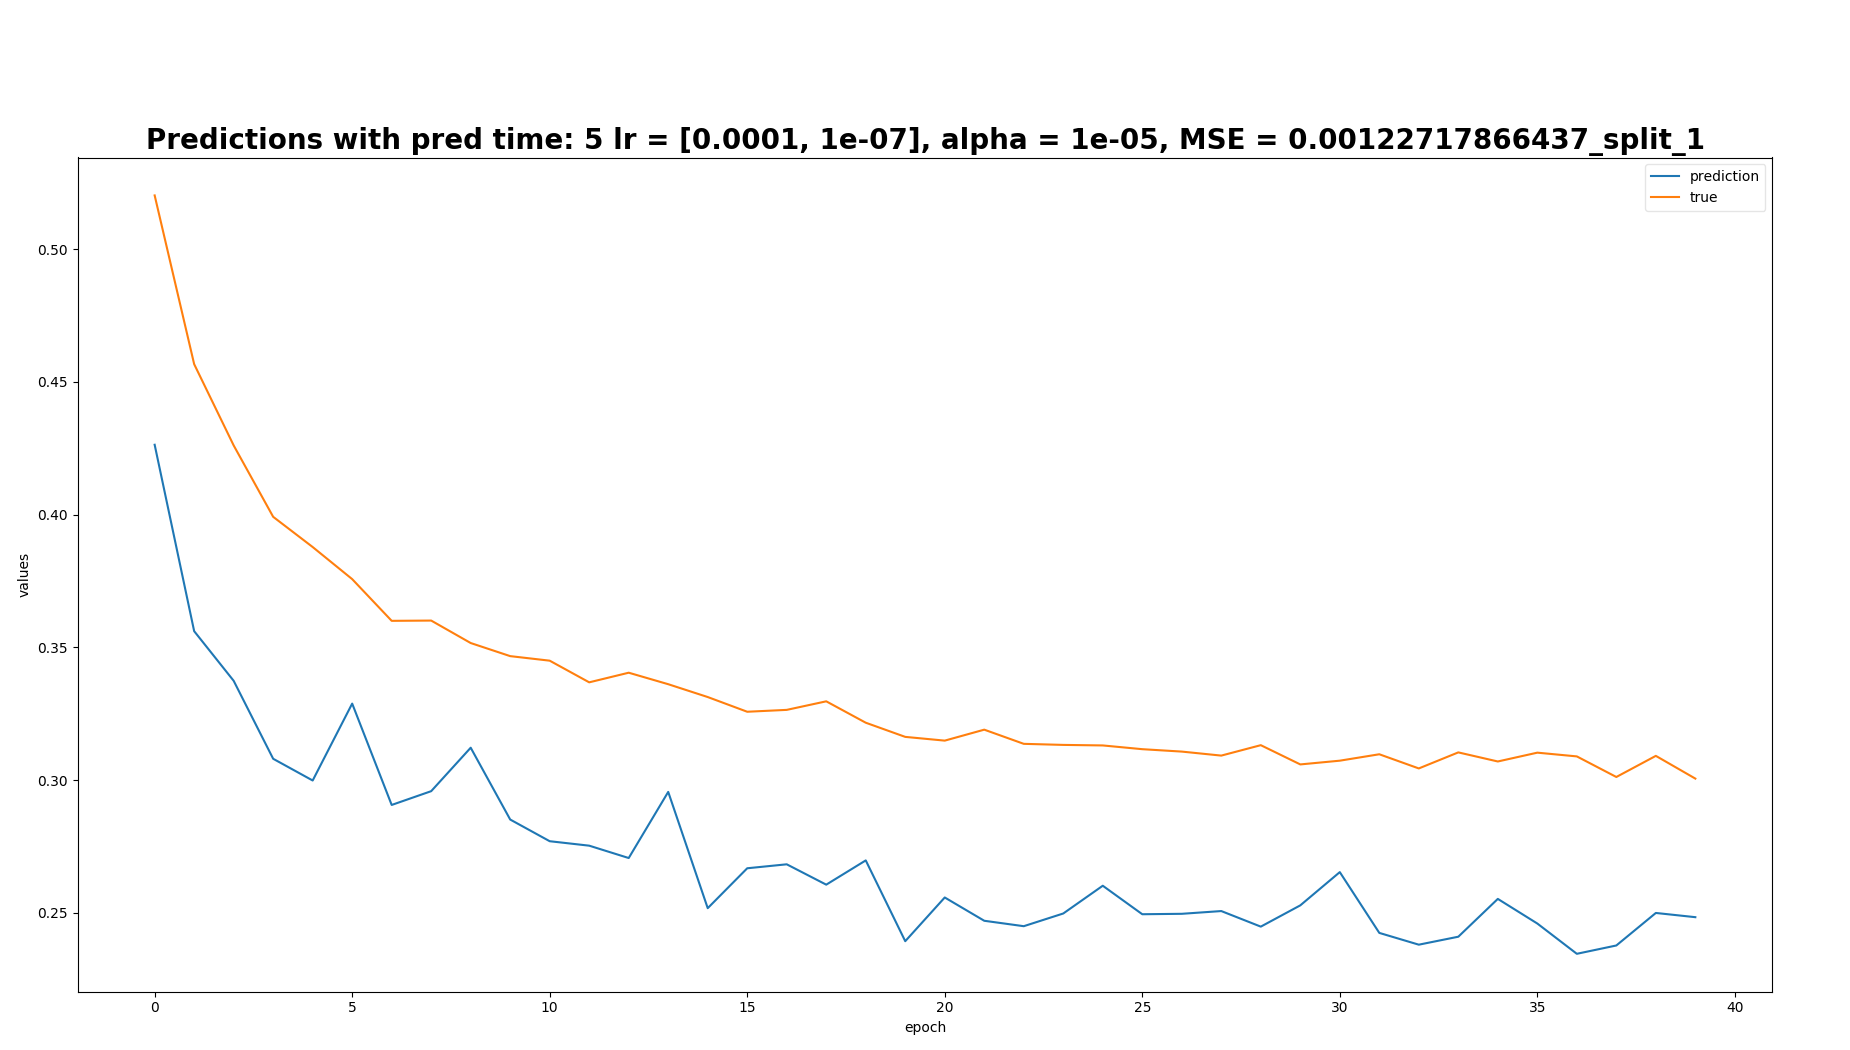 Predictions with pred time: 5 lr = [0.0001, 1e-07], alpha = 1e-05, MSE = 0.00122717866437_split_1
prediction
true
0.50
0.45
0.40
0.35
0.30
0.25
values
0 5 10 15 20 25 30 35 40
epoch